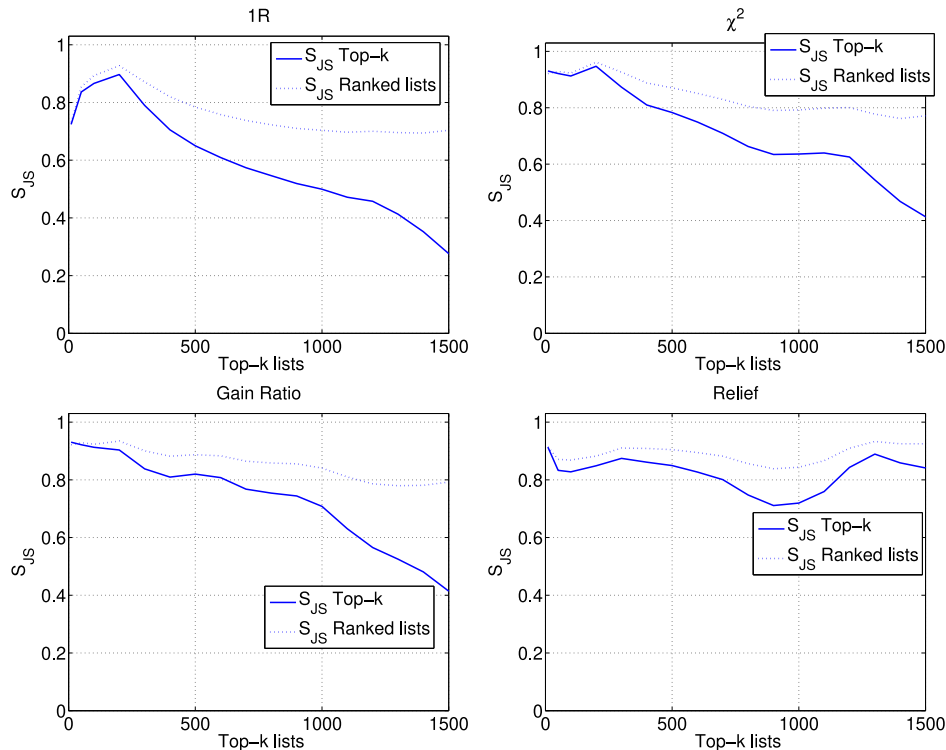 1R
S_JS Top−k
S_JS Ranked lists
1
0.8
0.6
0.4
0.2
0
S_JS
0 500 1000 1500
Top−k lists
χ²
S_JS Top−k
S_JS Ranked lists
1
0.8
0.6
0.4
0.2
0
S_JS
0 500 1000 1500
Top−k lists
Gain Ratio
1
0.8
0.6
0.4
0.2
0
S_JS
S_JS Top−k
S_JS Ranked lists
0 500 1000 1500
Top−k lists
Relief
1
0.8
0.6
0.4
0.2
0
S_JS
S_JS Top−k
S_JS Ranked lists
0 500 1000 1500
Top−k lists